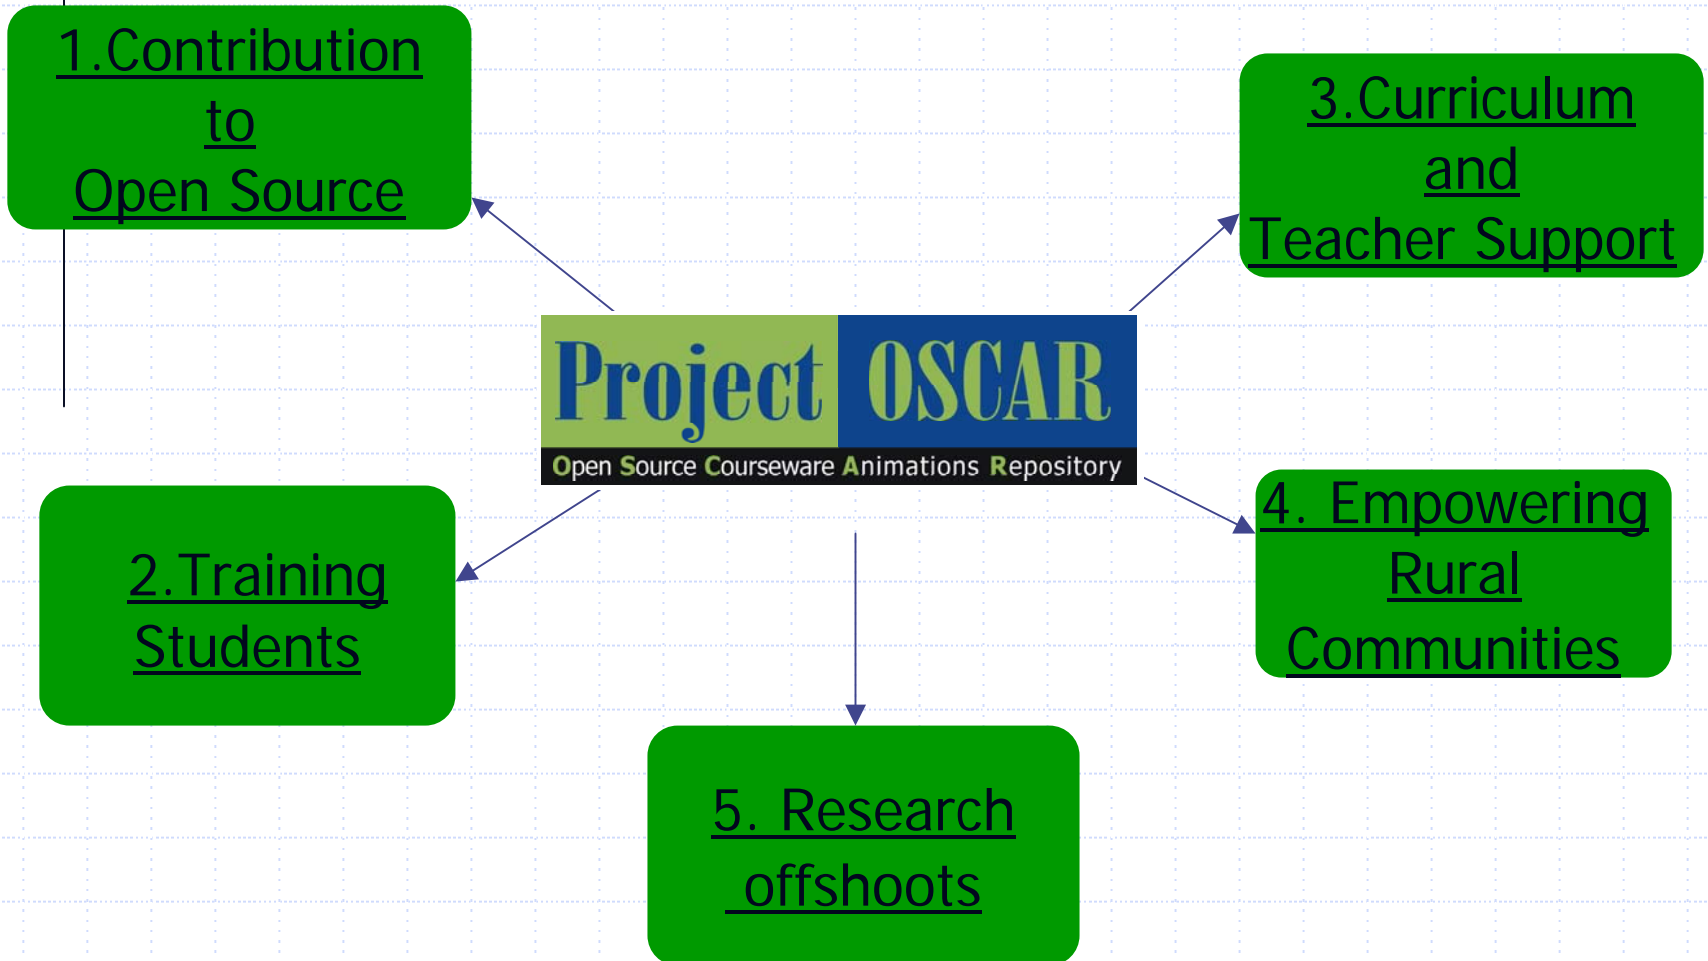 1.Contribution
to
Open Source
3.Curriculum
and
Teacher Support
Project OSCAR
Open Source Courseware Animations Repository
2.Training
Students
4. Empowering
Rural
Communities
5. Research
offshoots